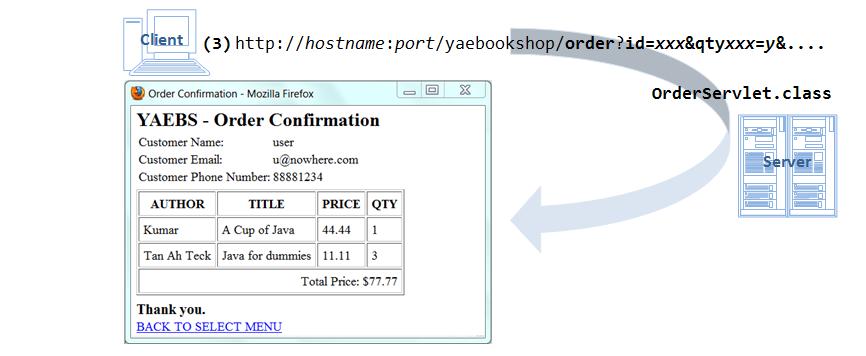 Client
(3) http://hostname:port/yaebookshop/order?id=xxx&qtyxxx=y&....
OrderServlet.class
Server
Order Confirmation - Mozilla Firefox
YAEBS - Order Confirmation
Customer Name: user
Customer Email: u@nowhere.com
Customer Phone Number: 88881234
AUTHOR TITLE PRICE QTY
Kumar A Cup of Java 44.44 1
Tan Ah Teck Java for dummies 11.11 3
Total Price: $77.77
Thank you.
BACK TO SELECT MENU